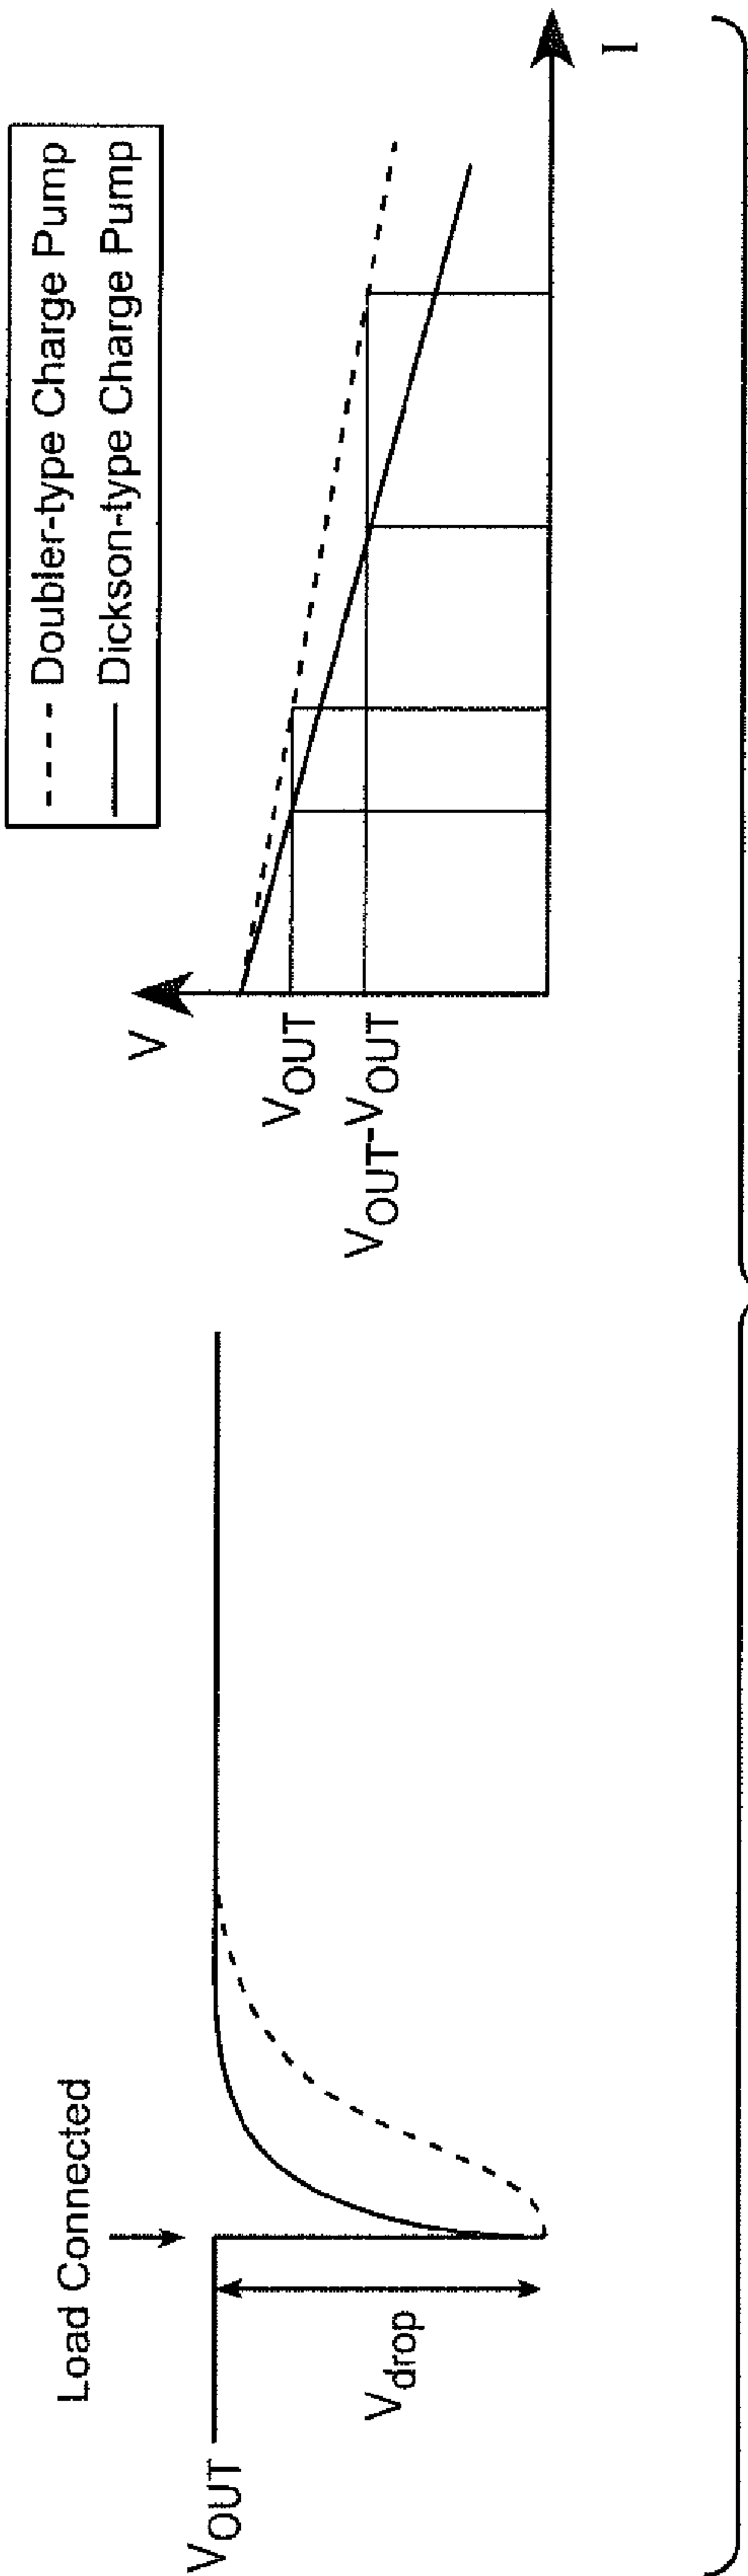 Load Connected
VOUT
Vdrop
Doubler-type Charge Pump
Dickson-type Charge Pump
V
VOUT
VOUT-VOUT
I